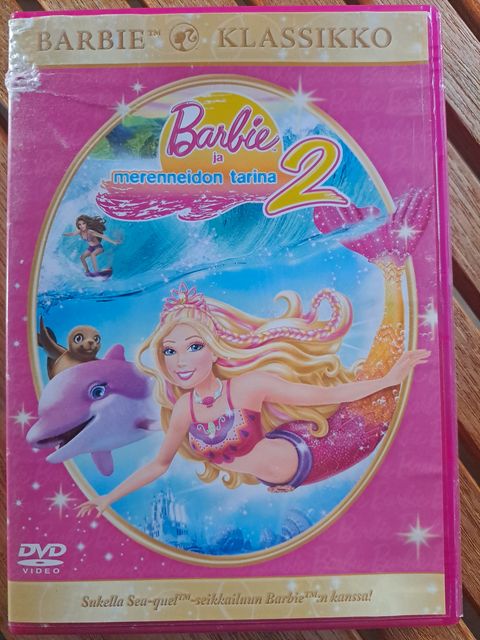 BARBIE™ KLASSIKKO
Barbie
ja
merenneidon tarina
2
DVD
VIDEO
Sukella Sea-quel™-seikkailuun Barbie™:n kanssa!